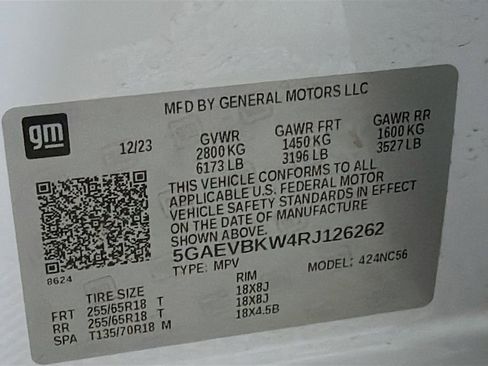 MFD BY GENERAL MOTORS LLC
gm
12/23 GVWR GAWR FRT GAWR RR
2800 KG 1450 KG 1600 KG
6173 LB 3196 LB 3527 LB
THIS VEHICLE CONFORMS TO ALL
APPLICABLE U.S. FEDERAL MOTOR
VEHICLE SAFETY STANDARDS IN EFFECT
ON THE DATE OF MANUFACTURE
SHOWN ABOVE.
8624
5GAEVBKW4RJ126262
TYPE: MPV MODEL: 424NC56
TIRE SIZE RIM
FRT 255/65R18 T 18X8J
RR 255/65R18 T 18X8J
SPA T135/70R18 M 18X4.5B